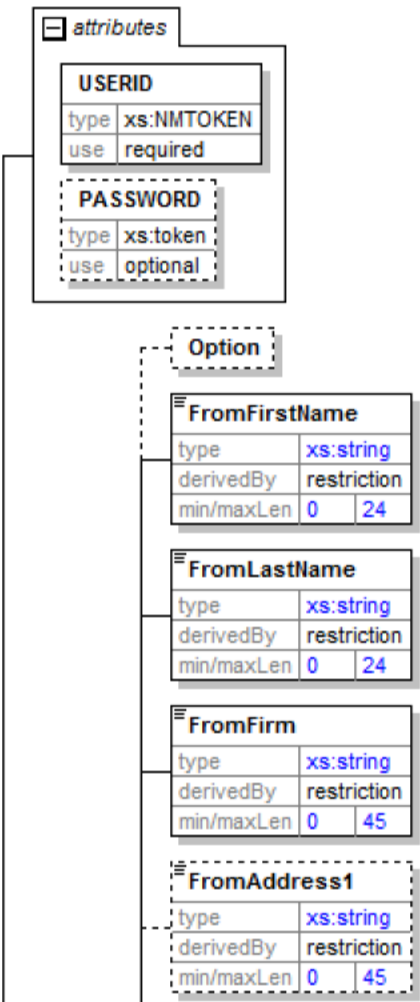 attributes
USERID
type xs:NMTOKEN
use required
PASSWORD
type xs:token
use optional
Option
FromFirstName
type xs:string
derivedBy restriction
min/maxLen 0 24
FromLastName
type xs:string
derivedBy restriction
min/maxLen 0 24
FromFirm
type xs:string
derivedBy restriction
min/maxLen 0 45
FromAddress1
type xs:string
derivedBy restriction
min/maxLen 0 45